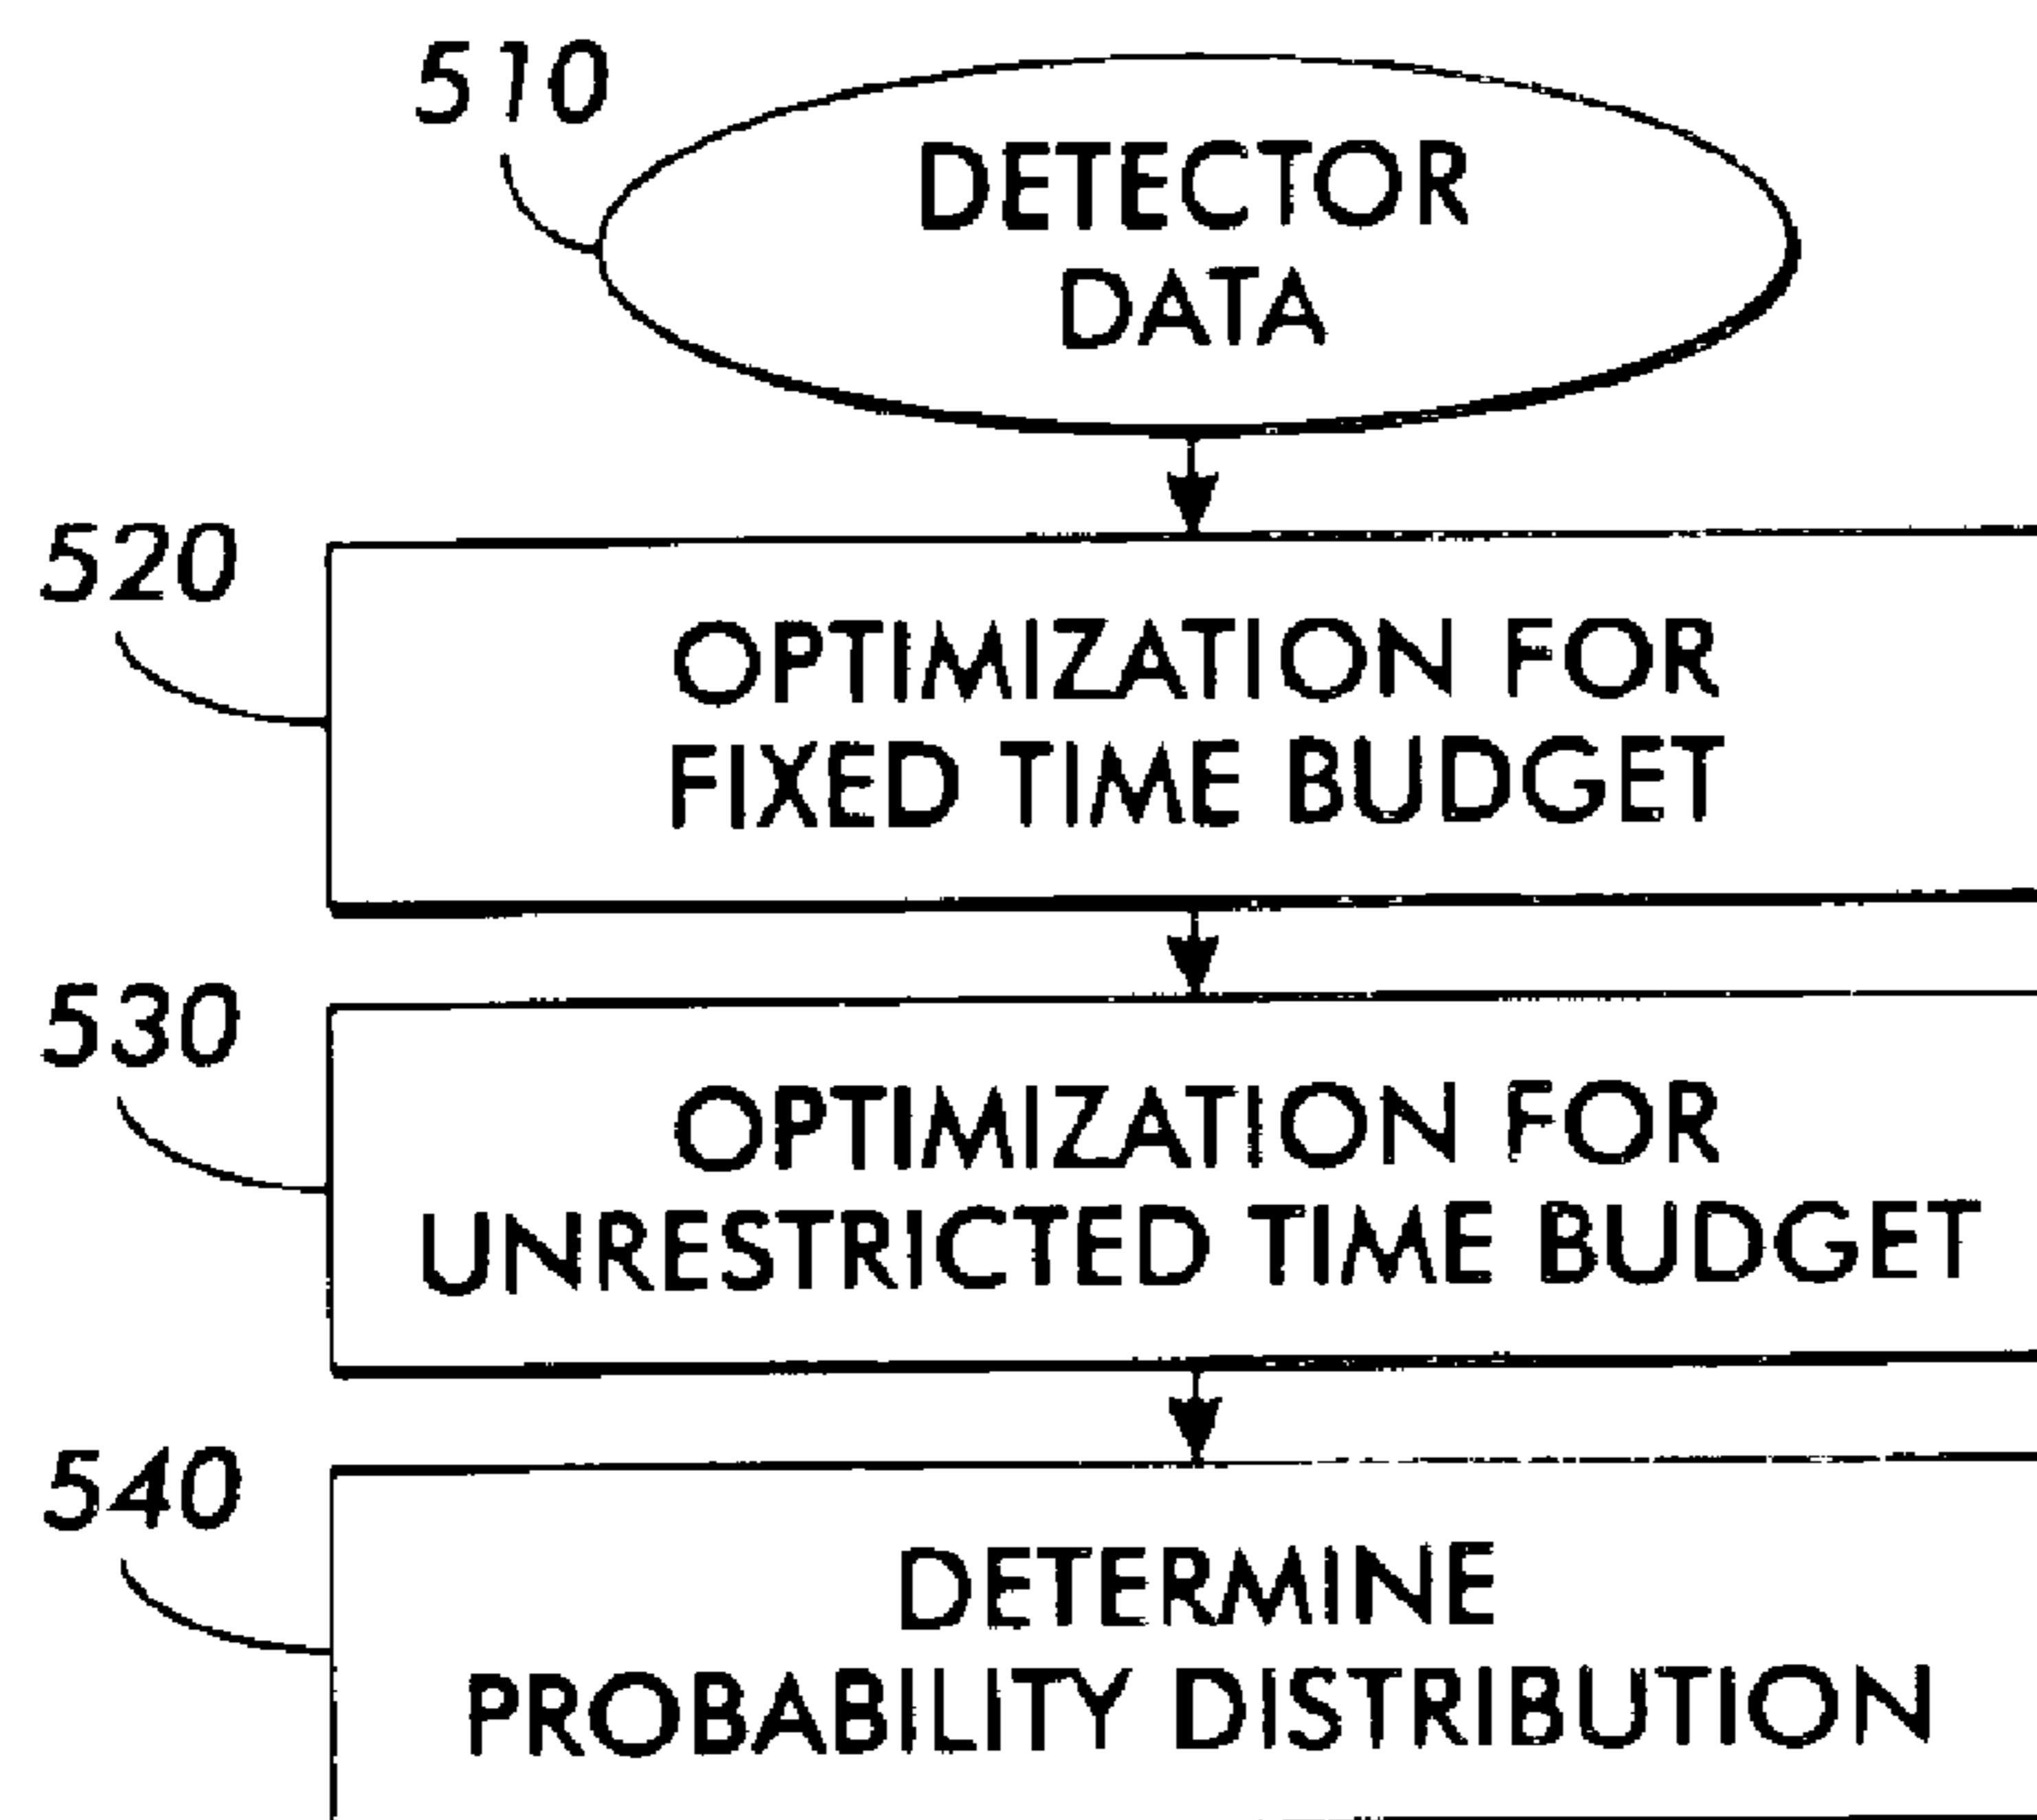 510
DETECTOR
DATA
520
OPTIMIZATION FOR
FIXED TIME BUDGET
530
OPTIMIZATION FOR
UNRESTRICTED TIME BUDGET
540
DETERMINE
PROBABILITY DISTRIBUTION